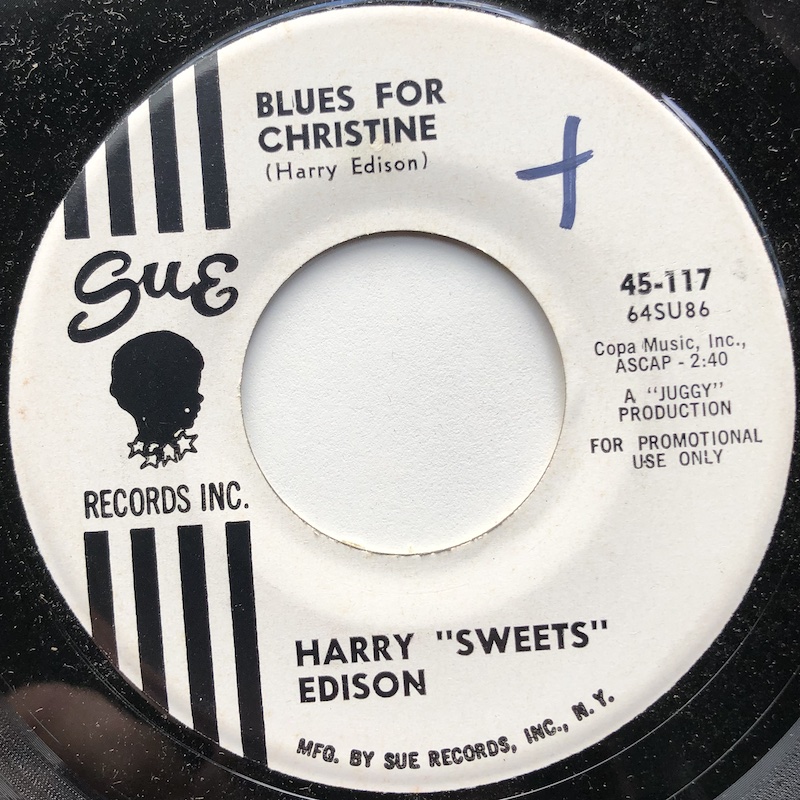 BLUES FOR
CHRISTINE
(Harry Edison)
Sue
RECORDS INC.
45-117
64SU86
Copa Music, Inc.,
ASCAP - 2:40
A "JUGGY"
PRODUCTION
FOR PROMOTIONAL
USE ONLY
HARRY "SWEETS"
EDISON
MFG. BY SUE RECORDS, INC., N.Y.